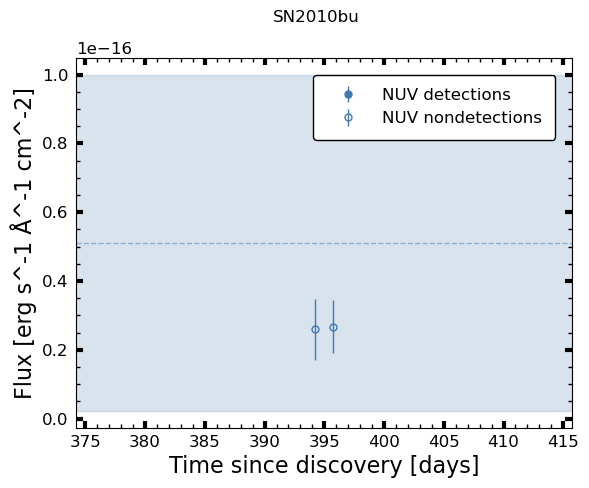 SN2010bu
1e−16
1.0
0.8
0.6
0.4
0.2
0.0
Flux [erg s^-1 Å^-1 cm^-2]
NUV detections
NUV nondetections
375 380 385 390 395 400 405 410 415
Time since discovery [days]